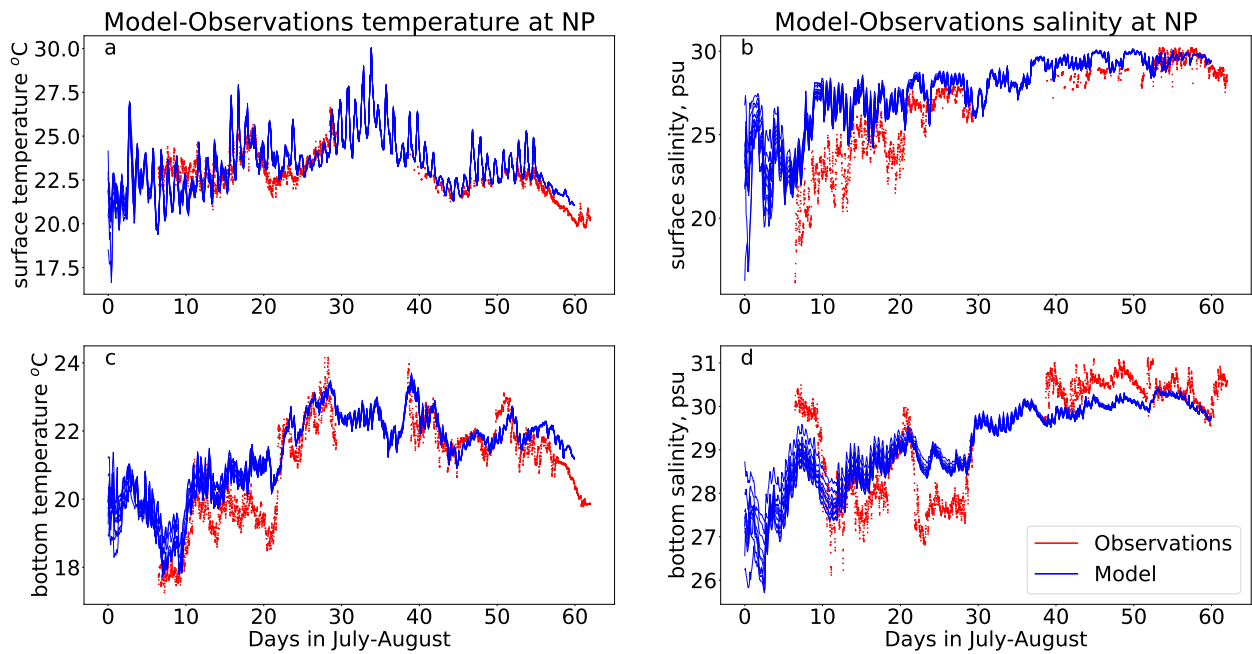 Model-Observations temperature at NP
Model-Observations salinity at NP
a
30.0
27.5
25.0
22.5
20.0
17.5
surface temperature °C
0 10 20 30 40 50 60
b
30
25
20
surface salinity, psu
0 10 20 30 40 50 60
c
24
22
20
18
bottom temperature °C
0 10 20 30 40 50 60
Days in July-August
d
31
30
29
28
27
26
bottom salinity, psu
Observations
Model
0 10 20 30 40 50 60
Days in July-August